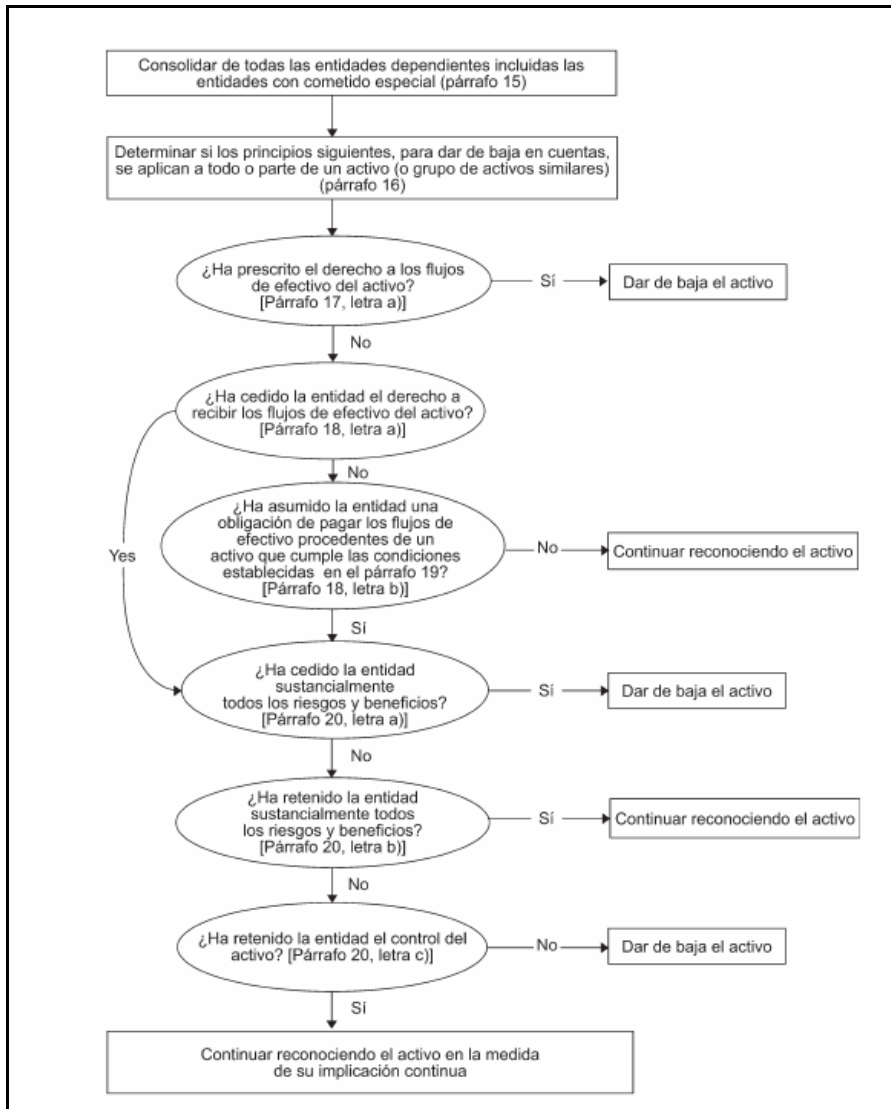 Consolidar de todas las entidades dependientes incluidas las
entidades con cometido especial (párrafo 15)
Determinar si los principios siguientes, para dar de baja en cuentas,
se aplican a todo o parte de un activo (o grupo de activos similares)
(párrafo 16)
¿Ha prescrito el derecho a los flujos
de efectivo del activo?
[Párrafo 17, letra a)]
Sí
Dar de baja el activo
No
¿Ha cedido la entidad el derecho a
recibir los flujos de efectivo del activo?
[Párrafo 18, letra a)]
No
Yes
¿Ha asumido la entidad una
obligación de pagar los flujos de
efectivo procedentes de un
activo que cumple las condiciones
establecidas en el párrafo 19?
[Párrafo 18, letra b)]
No
Continuar reconociendo el activo
Sí
¿Ha cedido la entidad
sustancialmente
todos los riesgos y beneficios?
[Párrafo 20, letra a)]
Sí
Dar de baja el activo
No
¿Ha retenido la entidad
sustancialmente todos
los riesgos y beneficios?
[Párrafo 20, letra b)]
Sí
Continuar reconociendo el activo
No
¿Ha retenido la entidad el control del
activo? [Párrafo 20, letra c)]
No
Dar de baja el activo
Sí
Continuar reconociendo el activo en la medida
de su implicación continua